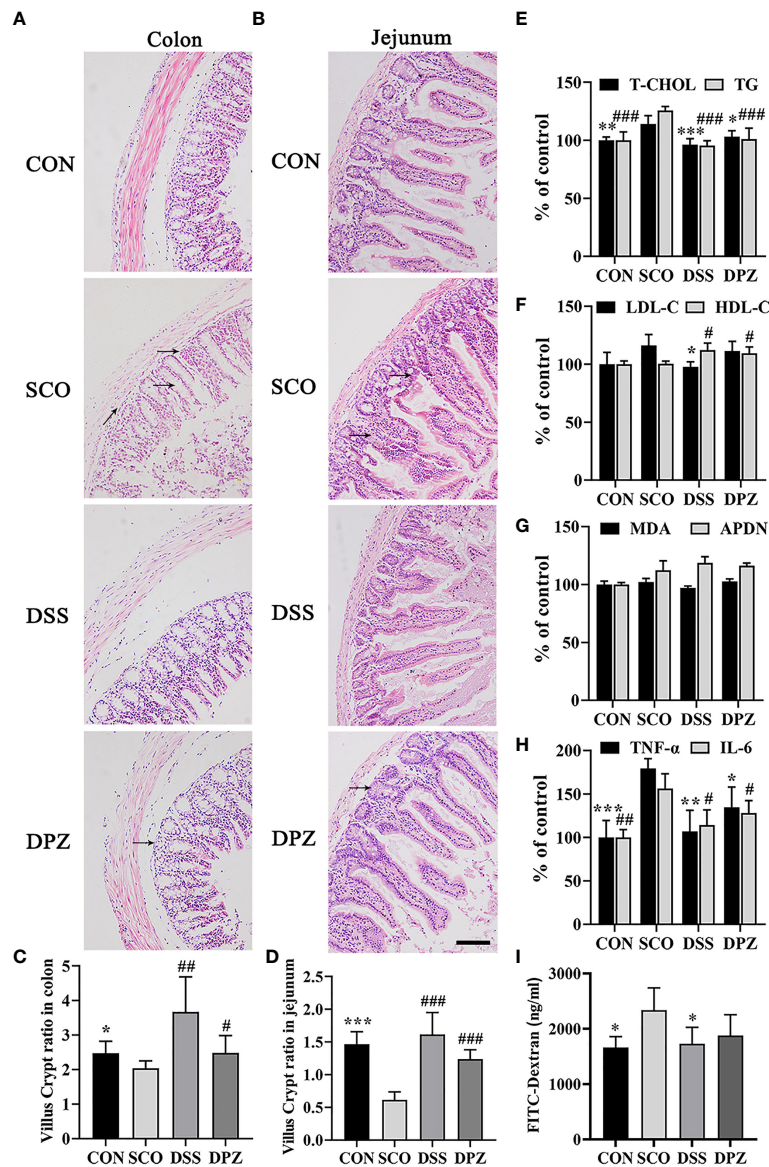 A
Colon
CON
SCO
DSS
DPZ
B
Jejunum
CON
SCO
DSS
DPZ
C
Villus Crypt ratio in colon
5
4
3
2
1
0
*
##
#
CON SCO DSS DPZ
D
Villus Crypt ratio in jejunum
2.5
2.0
1.5
1.0
0.5
0.0
***
###
###
CON SCO DSS DPZ
E
T-CHOL TG
% of control
150
100
50
0
** ### *** ### * ###
CON SCO DSS DPZ
F
LDL-C HDL-C
% of control
150
100
50
0
* # #
CON SCO DSS DPZ
G
MDA APDN
% of control
150
100
50
0
CON SCO DSS DPZ
H
TNF-α IL-6
% of control
200
150
100
50
0
*** ## ** # * #
CON SCO DSS DPZ
I
FITC-Dextran (ng/ml)
3000
2000
1000
0
* *
CON SCO DSS DPZ